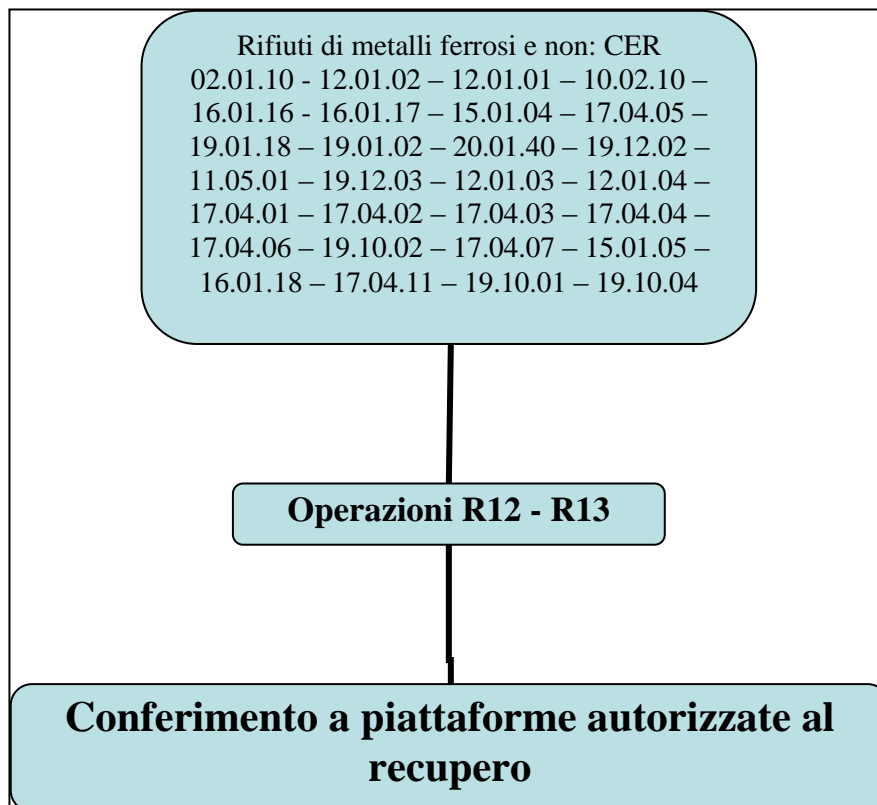 Rifiuti di metalli ferrosi e non: CER
02.01.10 - 12.01.02 – 12.01.01 – 10.02.10 –
16.01.16 - 16.01.17 – 15.01.04 – 17.04.05 –
19.01.18 – 19.01.02 – 20.01.40 – 19.12.02 –
11.05.01 – 19.12.03 – 12.01.03 – 12.01.04 –
17.04.01 – 17.04.02 – 17.04.03 – 17.04.04 –
17.04.06 – 19.10.02 – 17.04.07 – 15.01.05 –
16.01.18 – 17.04.11 – 19.10.01 – 19.10.04
Operazioni R12 - R13
Conferimento a piattaforme autorizzate al
recupero